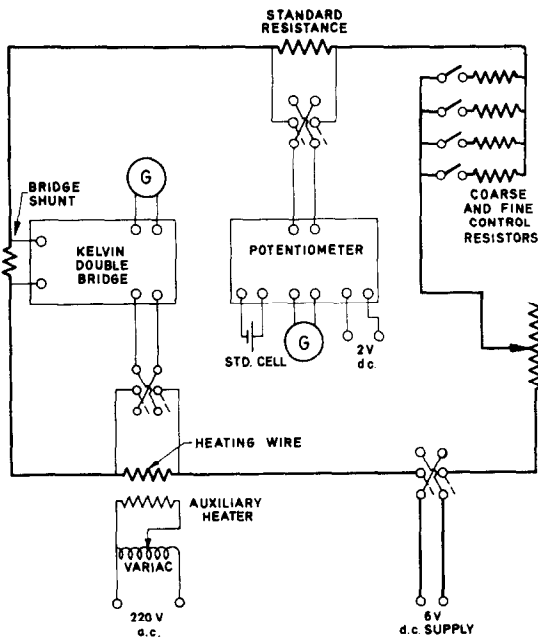 STANDARD
RESISTANCE
BRIDGE
SHUNT
G
KELVIN
DOUBLE
BRIDGE
POTENTIOMETER
COARSE
AND FINE
CONTROL
RESISTORS
STD. CELL
G
2V
d.c.
HEATING WIRE
AUXILIARY
HEATER
VARIAC
220 V
a.c.
6V
d.c. SUPPLY